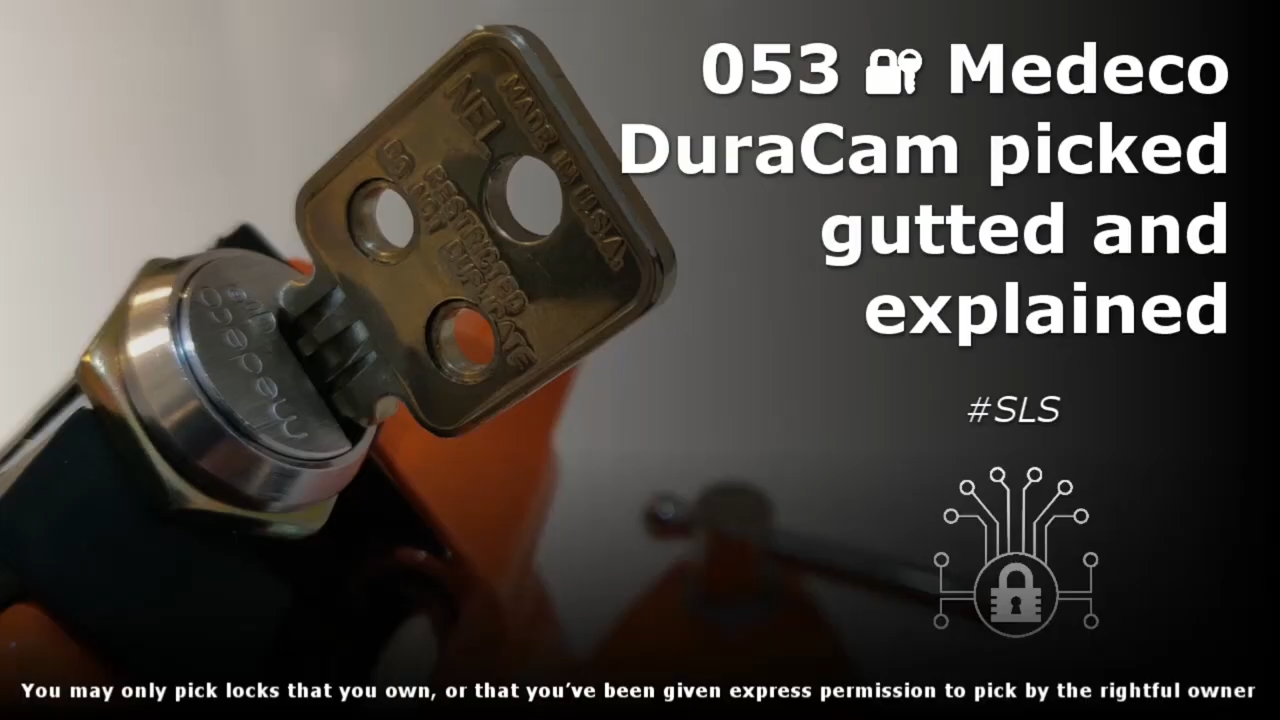 053 🔐 Medeco
DuraCam picked
gutted and
explained
#SLS
NEL
MADE IN U.S.A.
RESTRICTED
DO NOT DUPLICATE
medeco
You may only pick locks that you own, or that you’ve been given express permission to pick by the rightful owner